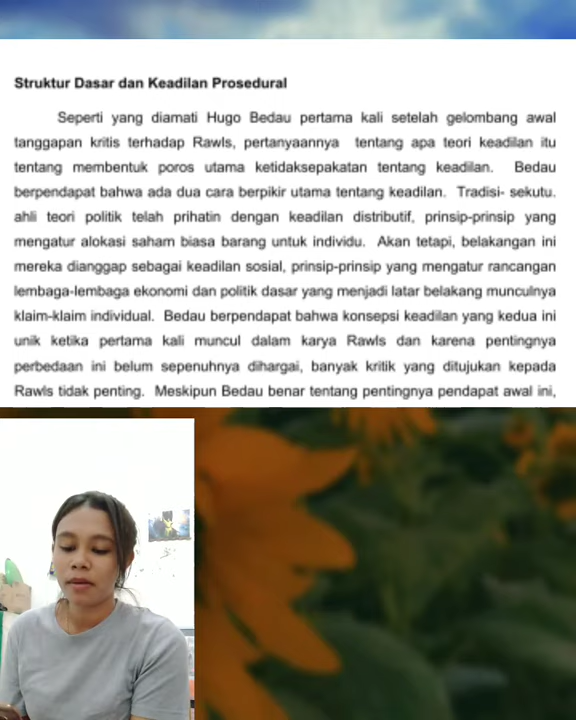 Struktur Dasar dan Keadilan Prosedural
Seperti yang diamati Hugo Bedau pertama kali setelah gelombang awal
tanggapan kritis terhadap Rawls, pertanyaannya tentang apa teori keadilan itu
tentang membentuk poros utama ketidaksepakatan tentang keadilan. Bedau
berpendapat bahwa ada dua cara berpikir utama tentang keadilan. Tradisi- sekutu.
ahli teori politik telah prihatin dengan keadilan distributif, prinsip-prinsip yang
mengatur alokasi saham biasa barang untuk individu. Akan tetapi, belakangan ini
mereka dianggap sebagai keadilan sosial, prinsip-prinsip yang mengatur rancangan
lembaga-lembaga ekonomi dan politik dasar yang menjadi latar belakang munculnya
klaim-klaim individual. Bedau berpendapat bahwa konsepsi keadilan yang kedua ini
unik ketika pertama kali muncul dalam karya Rawls dan karena pentingnya
perbedaan ini belum sepenuhnya dihargai, banyak kritik yang ditujukan kepada
Rawls tidak penting. Meskipun Bedau benar tentang pentingnya pendapat awal ini,